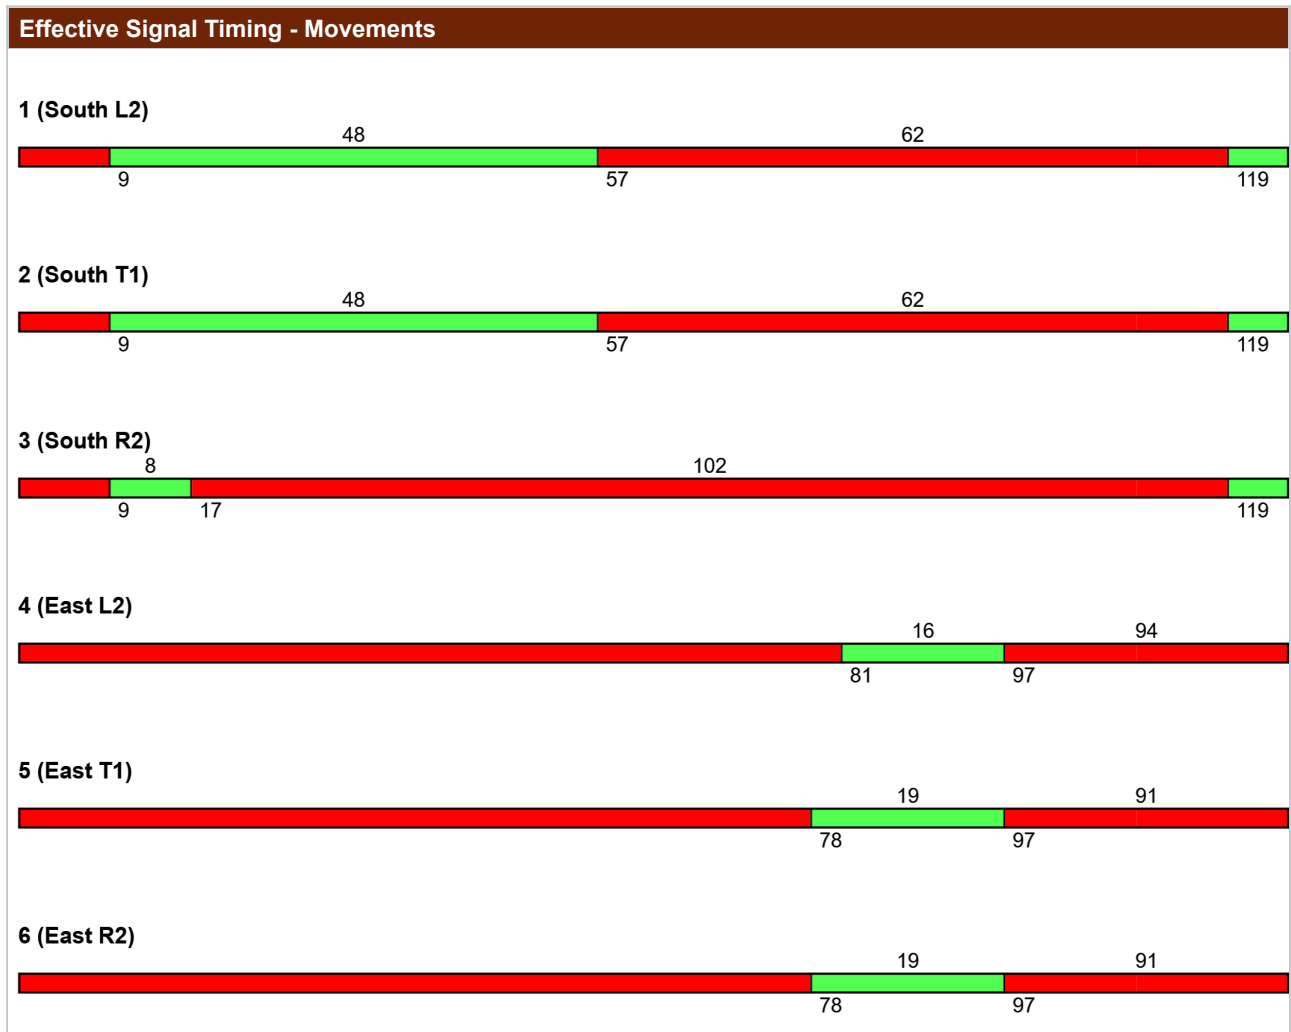 Effective Signal Timing - Movements
1 (South L2)
48 62
9 57 119
2 (South T1)
48 62
9 57 119
3 (South R2)
8 102
9 17 119
4 (East L2)
16 94
81 97
5 (East T1)
19 91
78 97
6 (East R2)
19 91
78 97